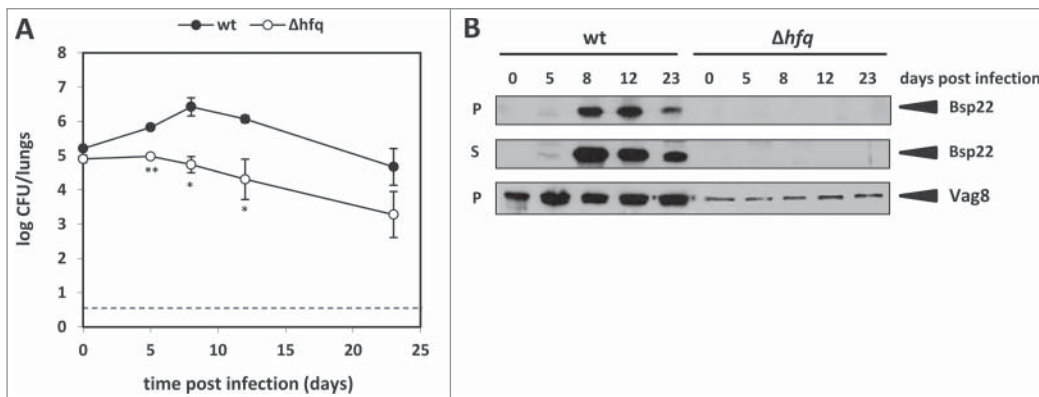 A
wt Δhfq
8
7
6
5
4
3
2
1
0
log CFU/lungs
**
*
*
0 5 10 15 20 25
time post infection (days)
B
wt Δhfq
0 5 8 12 23 0 5 8 12 23 days post infection
P Bsp22
S Bsp22
P Vag8